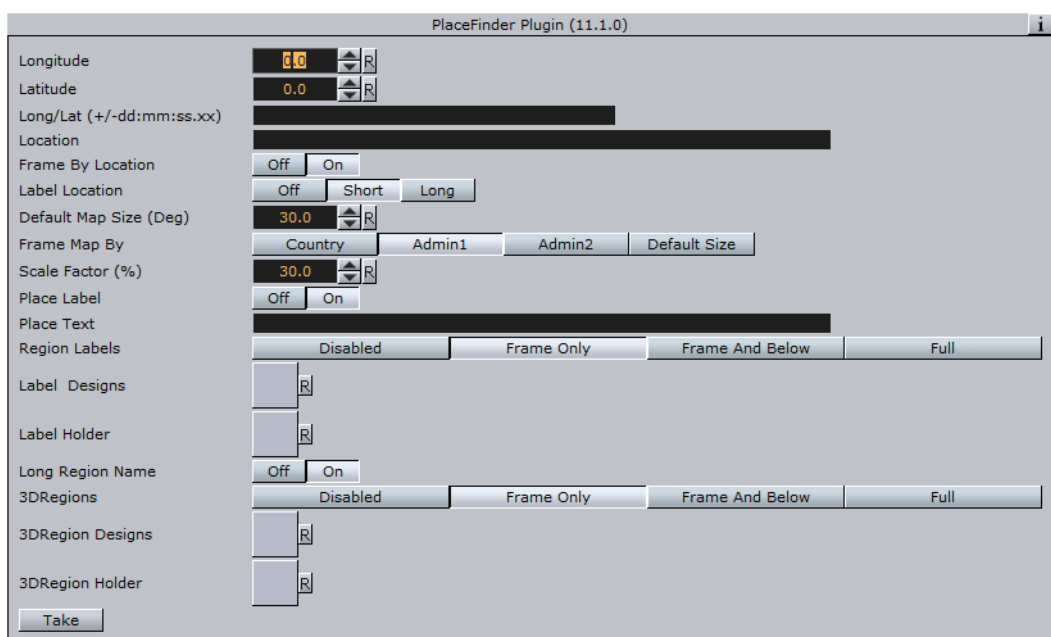 PlaceFinder Plugin (11.1.0) i
Longitude 0.0 R
Latitude 0.0 R
Long/Lat (+/-dd:mm:ss.xx)
Location
Frame By Location Off On
Label Location Off Short Long
Default Map Size (Deg) 30.0 R
Frame Map By Country Admin1 Admin2 Default Size
Scale Factor (%) 30.0 R
Place Label Off On
Place Text
Region Labels Disabled Frame Only Frame And Below Full
Label Designs R
Label Holder R
Long Region Name Off On
3DRegions Disabled Frame Only Frame And Below Full
3DRegion Designs R
3DRegion Holder R
Take